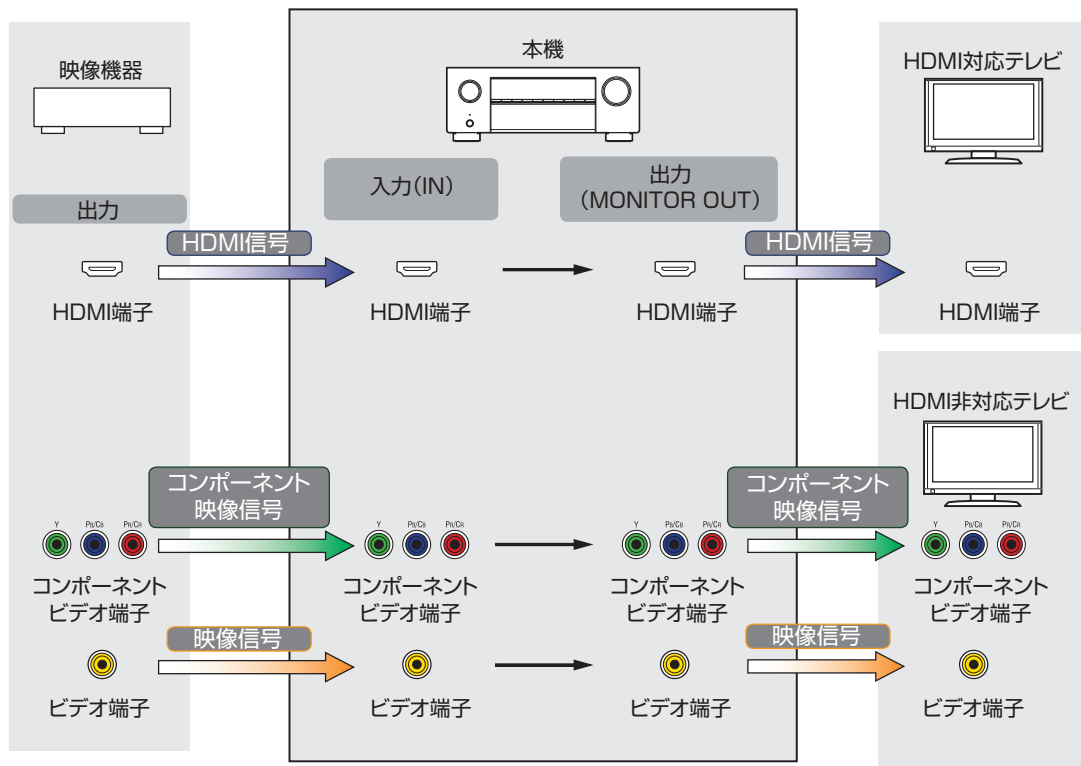 映像機器
本機
HDMI対応テレビ
出力
入力(IN)
出力
(MONITOR OUT)
HDMI信号
HDMI信号
HDMI端子
HDMI端子
HDMI端子
HDMI端子
HDMI非対応テレビ
コンポーネント
映像信号
コンポーネント
映像信号
Y PB/CB PR/CR
Y PB/CB PR/CR
Y PB/CB PR/CR
Y PB/CB PR/CR
コンポーネント
ビデオ端子
コンポーネント
ビデオ端子
コンポーネント
ビデオ端子
コンポーネント
ビデオ端子
映像信号
映像信号
ビデオ端子
ビデオ端子
ビデオ端子
ビデオ端子